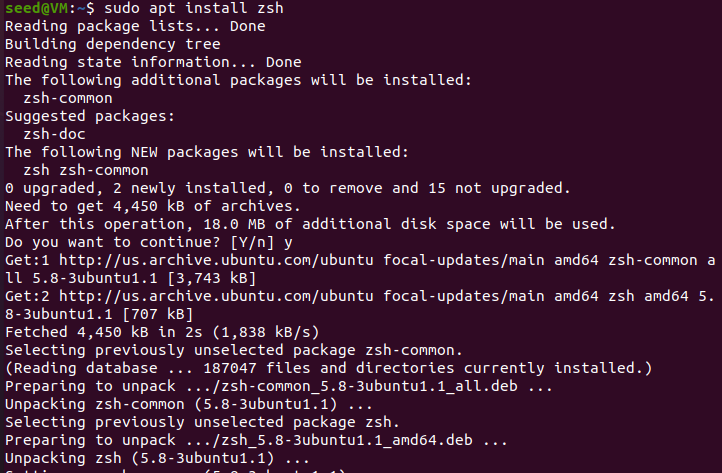 seed@VM:~$ sudo apt install zsh
Reading package lists... Done
Building dependency tree
Reading state information... Done
The following additional packages will be installed:
  zsh-common
Suggested packages:
  zsh-doc
The following NEW packages will be installed:
  zsh zsh-common
0 upgraded, 2 newly installed, 0 to remove and 15 not upgraded.
Need to get 4,450 kB of archives.
After this operation, 18.0 MB of additional disk space will be used.
Do you want to continue? [Y/n] y
Get:1 http://us.archive.ubuntu.com/ubuntu focal-updates/main amd64 zsh-common a
ll 5.8-3ubuntu1.1 [3,743 kB]
Get:2 http://us.archive.ubuntu.com/ubuntu focal-updates/main amd64 zsh amd64 5.
8-3ubuntu1.1 [707 kB]
Fetched 4,450 kB in 2s (1,838 kB/s)
Selecting previously unselected package zsh-common.
(Reading database ... 187047 files and directories currently installed.)
Preparing to unpack .../zsh-common_5.8-3ubuntu1.1_all.deb ...
Unpacking zsh-common (5.8-3ubuntu1.1) ...
Selecting previously unselected package zsh.
Preparing to unpack .../zsh_5.8-3ubuntu1.1_amd64.deb ...
Unpacking zsh (5.8-3ubuntu1.1) ...